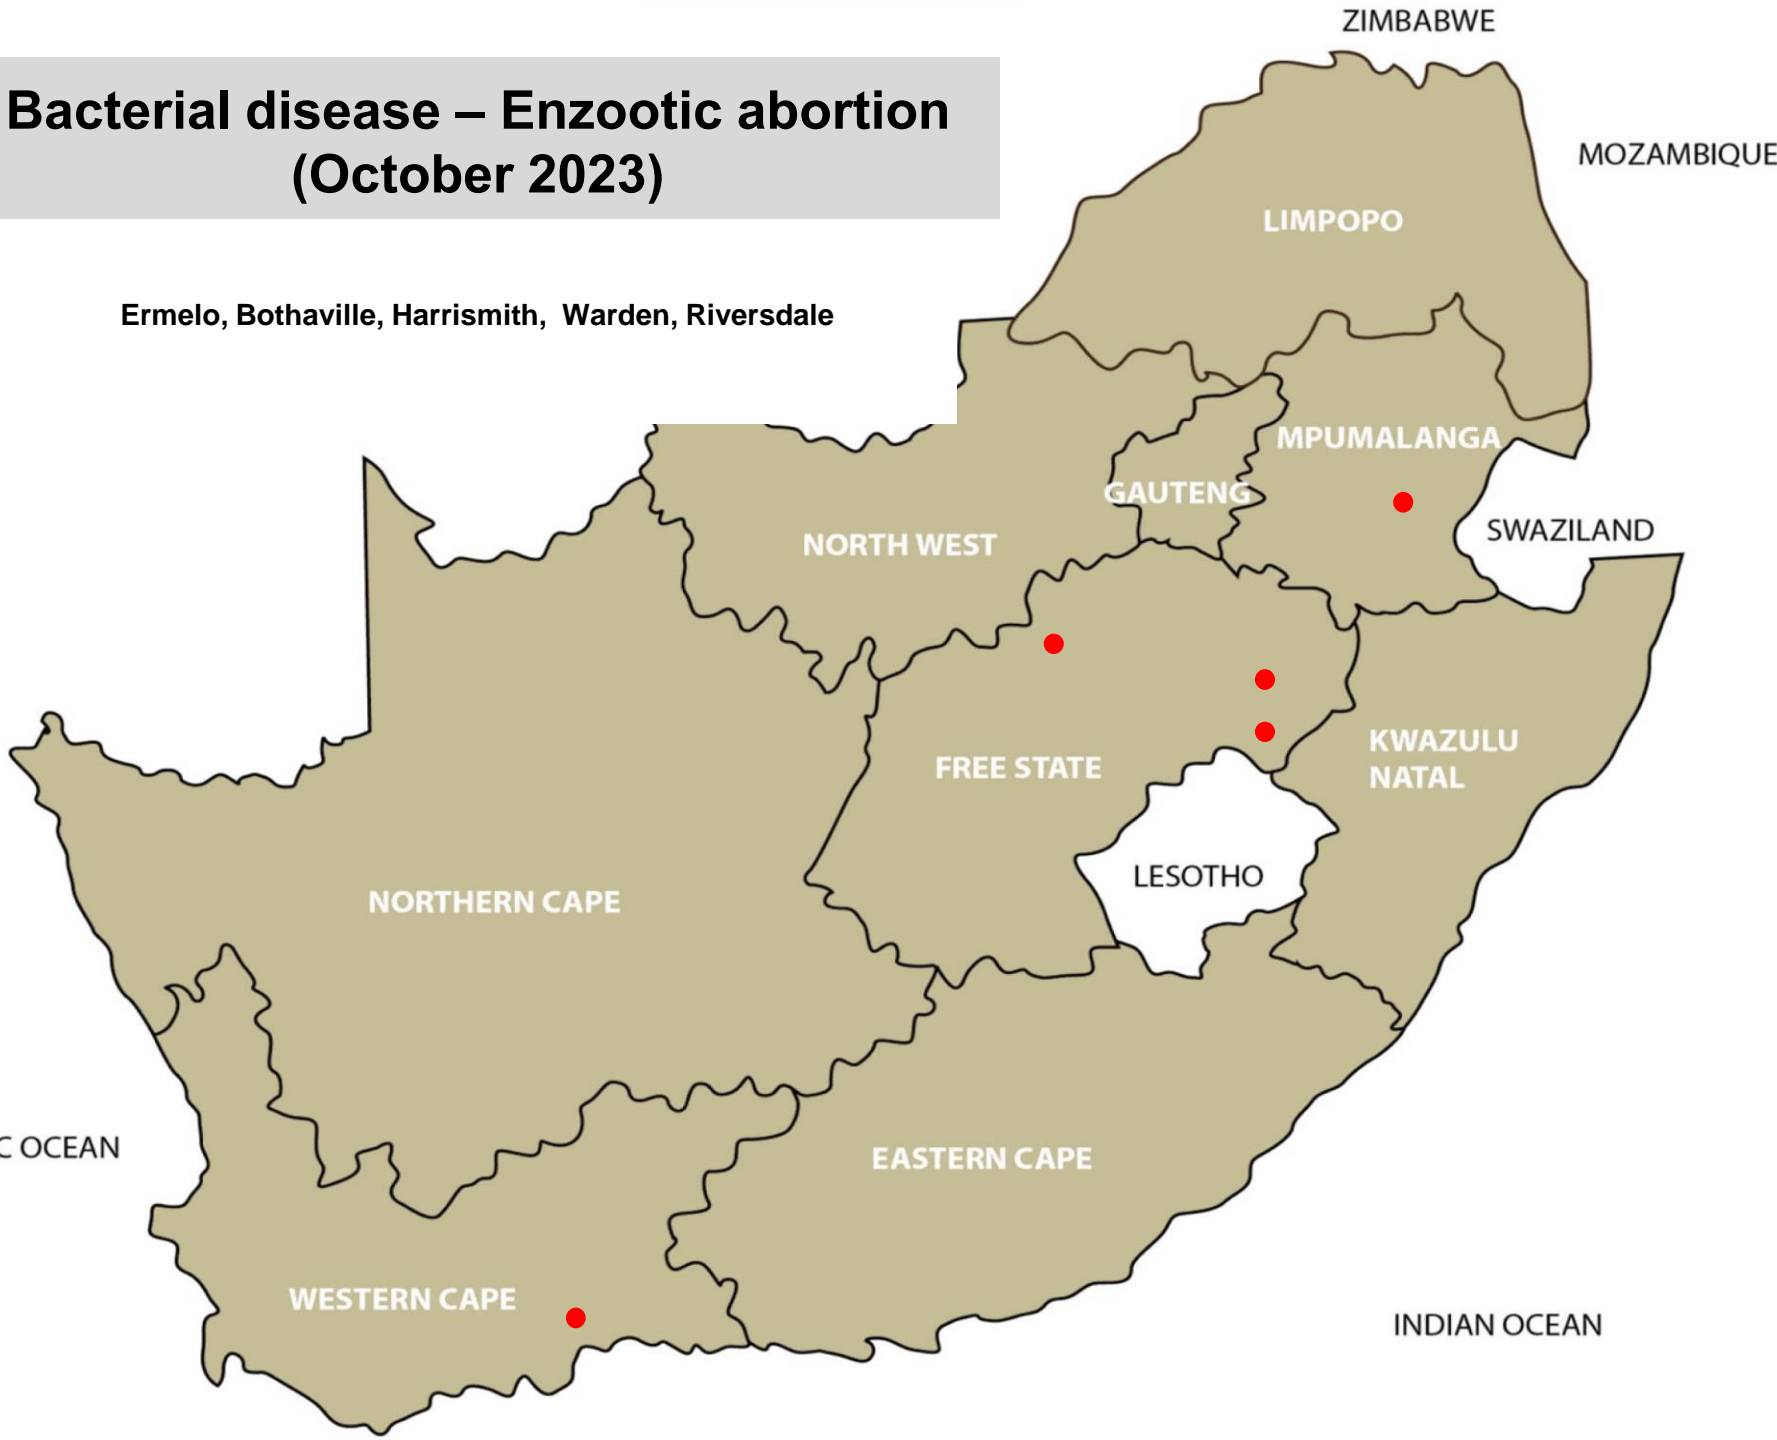 ZIMBABWE
Bacterial disease – Enzootic abortion
(October 2023)
MOZAMBIQUE
LIMPOPO
Ermelo, Bothaville, Harrismith,  Warden, Riversdale
MPUMALANGA
GAUTENG
NORTH WEST
SWAZILAND
KWAZULU
NATAL
FREE STATE
LESOTHO
NORTHERN CAPE
C OCEAN
EASTERN CAPE
WESTERN CAPE
INDIAN OCEAN